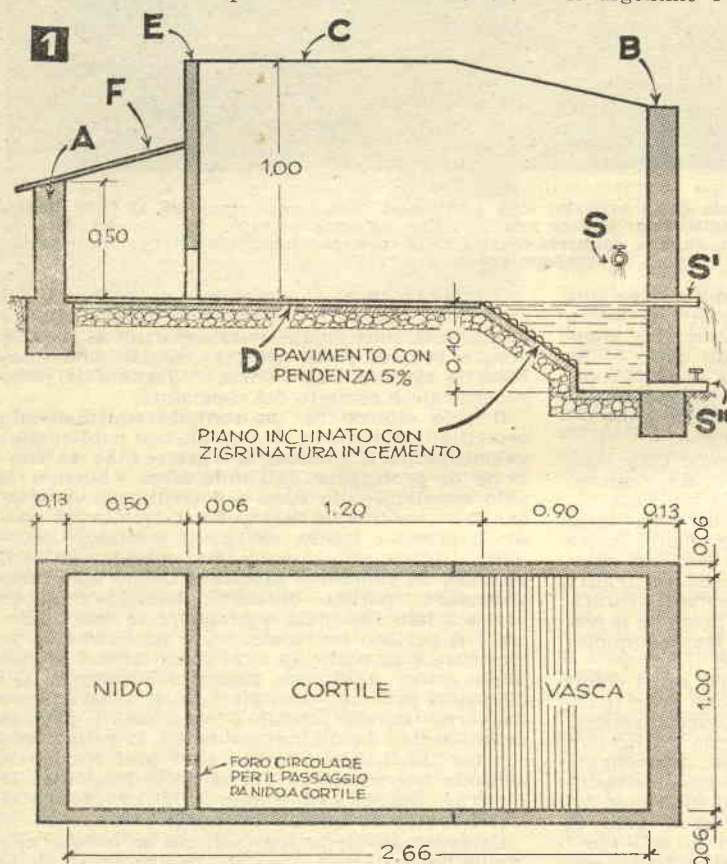 1
E
C
B
F
A
1,00
0,50
S
S'
0,40
D PAVIMENTO CON
PENDENZA 5%
S"
PIANO INCLINATO CON
ZIGRINATURA IN CEMENTO
0,13 0,50 0,06 1,20 0,90 0,13
0,06
NIDO
CORTILE
VASCA
1,00
FORO CIRCOLARE
PER IL PASSAGGIO
DA NIDO A CORTILE
2,66
0,06